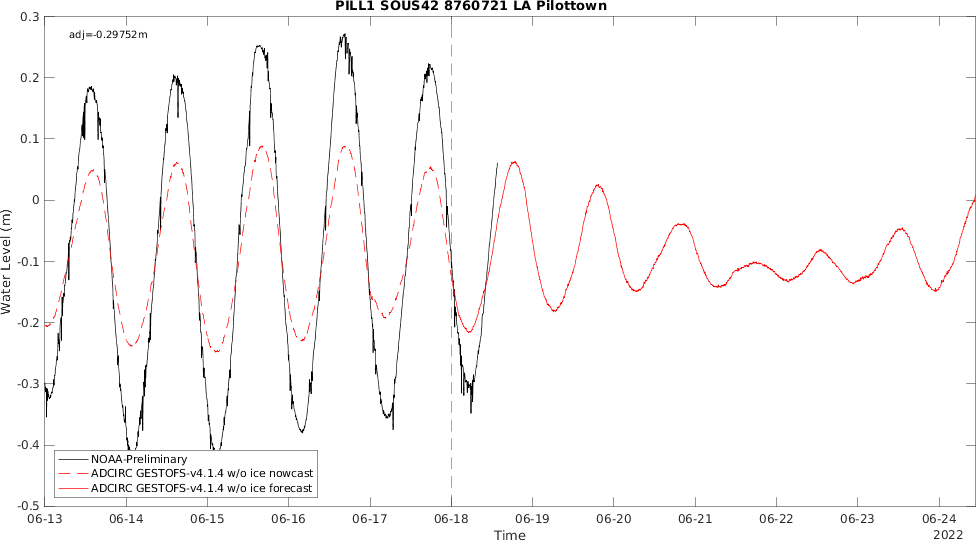 PILL1 SOUS42 8760721 LA Pilottown
adj=-0.29752m
0.3
0.2
0.1
0
-0.1
-0.2
-0.3
-0.4
-0.5
Water Level (m)
NOAA-Preliminary
ADCIRC GESTOFS-v4.1.4 w/o ice nowcast
ADCIRC GESTOFS-v4.1.4 w/o ice forecast
06-13 06-14 06-15 06-16 06-17 06-18 06-19 06-20 06-21 06-22 06-23 06-24
Time
2022